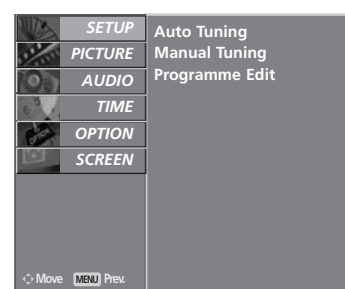 SETUP
PICTURE
AUDIO
TIME
OPTION
SCREEN
Auto Tuning
Manual Tuning
Programme Edit
Move MENU Prev.